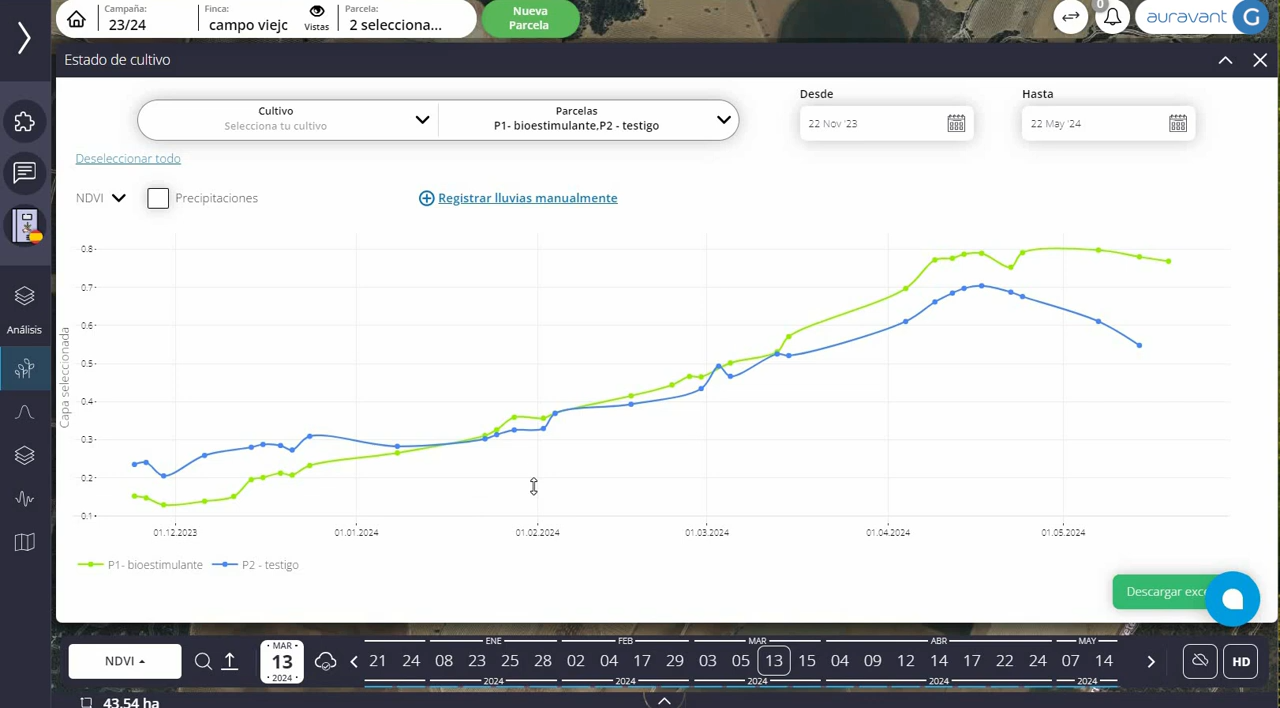 Campaña:
23/24
Finca:
campo viejc
Vistas
Parcela:
2 selecciona...
Nueva
Parcela
0
auravant
G
Estado de cultivo
Cultivo
Selecciona tu cultivo
Parcelas
P1- bioestimulante,P2 - testigo
Desde
22 Nov '23
Hasta
22 May '24
Deseleccionar todo
NDVI
Precipitaciones
Registrar lluvias manualmente
Análisis
Capa seleccionada
0.8
0.7
0.6
0.5
0.4
0.3
0.2
0.1
01.12.2023
01.01.2024
01.02.2024
01.03.2024
01.04.2024
01.05.2024
P1- bioestimulante
P2 - testigo
Descargar exc
NDVI
MAR
13
2024
ENE FEB MAR ABR MAY
21 24 08 23 25 28 02 04 17 29 03 05 13 15 04 09 12 14 17 22 24 07 14
2024 2024 2024 2024 2024
HD
43.54 ha